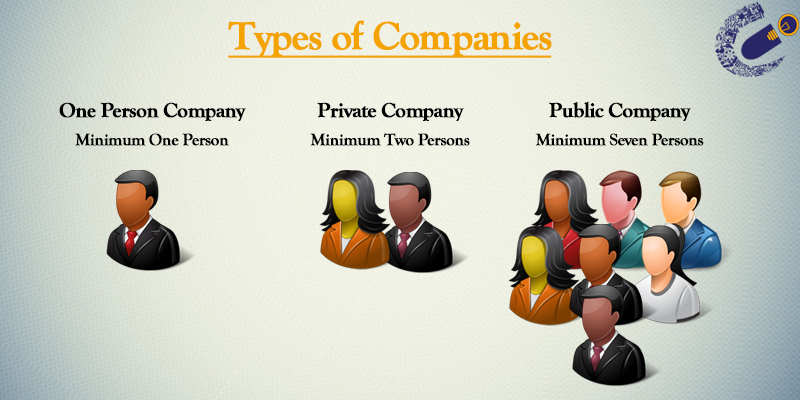 Types of Companies
One Person Company
Minimum One Person
Private Company
Minimum Two Persons
Public Company
Minimum Seven Persons